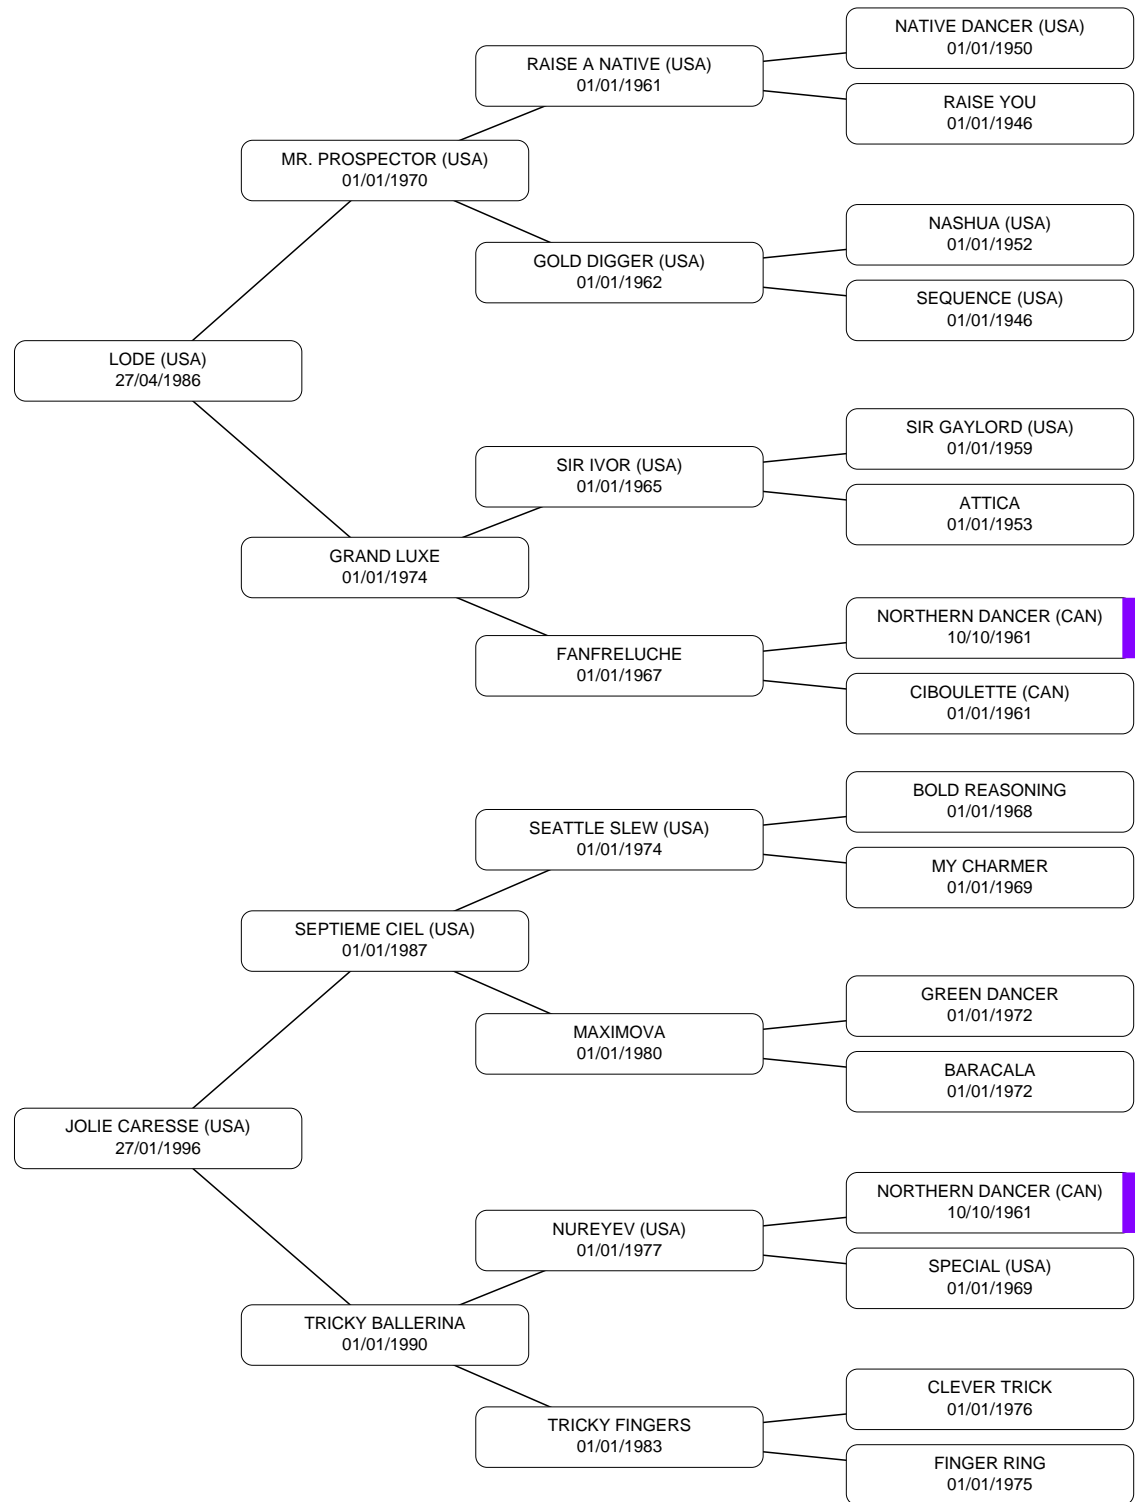 NATIVE DANCER (USA)
01/01/1950
RAISE A NATIVE (USA)
01/01/1961
RAISE YOU
01/01/1946
MR. PROSPECTOR (USA)
01/01/1970
NASHUA (USA)
01/01/1952
GOLD DIGGER (USA)
01/01/1962
SEQUENCE (USA)
01/01/1946
LODE (USA)
27/04/1986
SIR GAYLORD (USA)
01/01/1959
SIR IVOR (USA)
01/01/1965
ATTICA
01/01/1953
GRAND LUXE
01/01/1974
NORTHERN DANCER (CAN)
10/10/1961
FANFRELUCHE
01/01/1967
CIBOULETTE (CAN)
01/01/1961
BOLD REASONING
01/01/1968
SEATTLE SLEW (USA)
01/01/1974
MY CHARMER
01/01/1969
SEPTIEME CIEL (USA)
01/01/1987
GREEN DANCER
01/01/1972
MAXIMOVA
01/01/1980
BARACALA
01/01/1972
JOLIE CARESSE (USA)
27/01/1996
NORTHERN DANCER (CAN)
10/10/1961
NUREYEV (USA)
01/01/1977
SPECIAL (USA)
01/01/1969
TRICKY BALLERINA
01/01/1990
CLEVER TRICK
01/01/1976
TRICKY FINGERS
01/01/1983
FINGER RING
01/01/1975